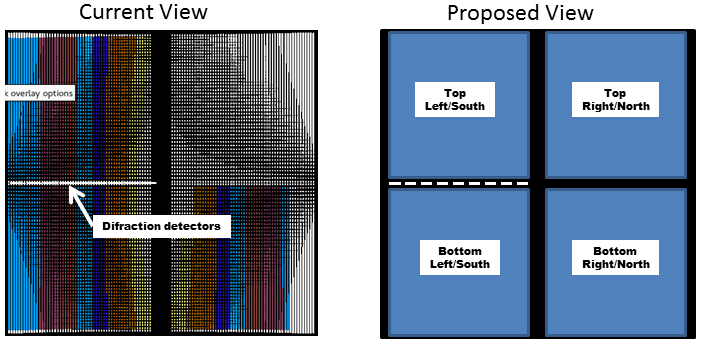 Current View
Proposed View
k overlay options
Difraction detectors
Top
Left/South
Top
Right/North
Bottom
Left/South
Bottom
Right/North